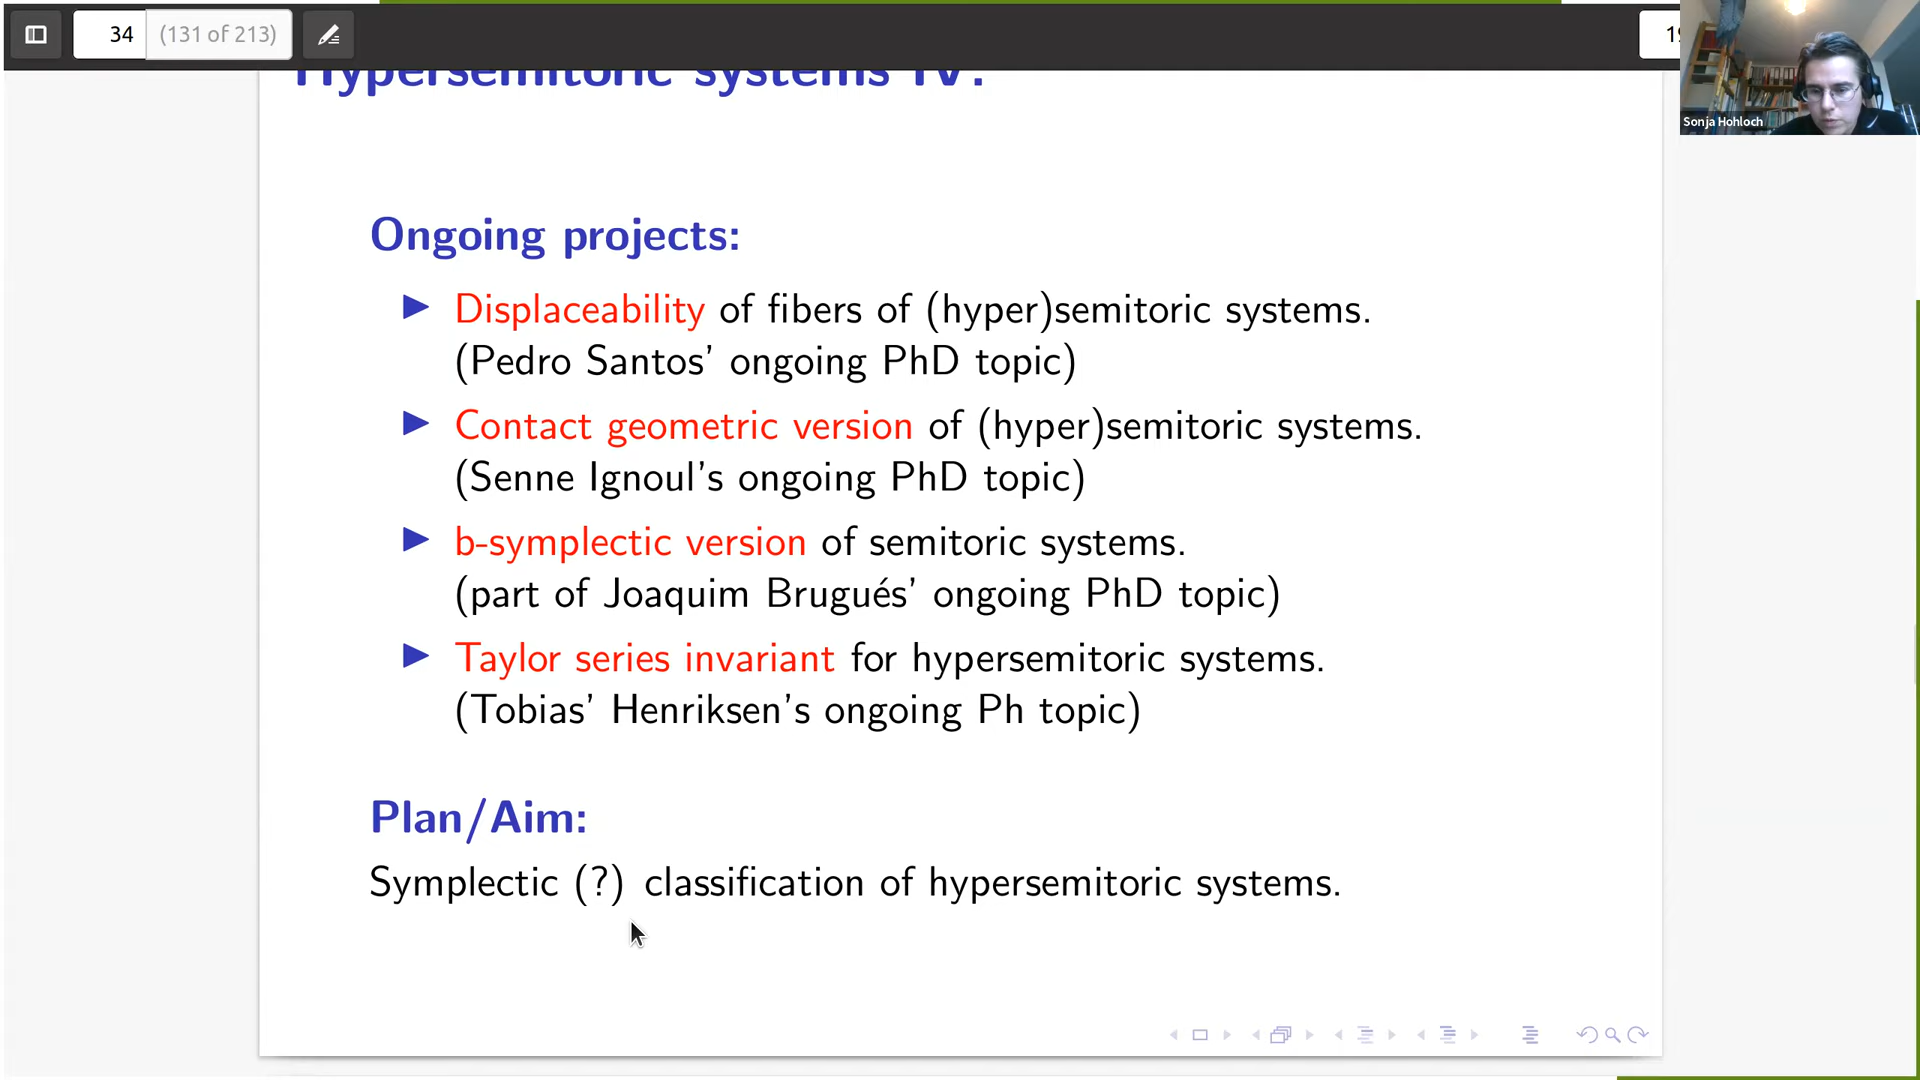 34 (131 of 213)
Sonja Hohloch
Hypersemitoric systems IV:
Ongoing projects:
Displaceability of fibers of (hyper)semitoric systems.
(Pedro Santos' ongoing PhD topic)
Contact geometric version of (hyper)semitoric systems.
(Senne Ignoul's ongoing PhD topic)
b-symplectic version of semitoric systems.
(part of Joaquim Brugués' ongoing PhD topic)
Taylor series invariant for hypersemitoric systems.
(Tobias' Henriksen's ongoing Ph topic)
Plan/Aim:
Symplectic (?) classification of hypersemitoric systems.